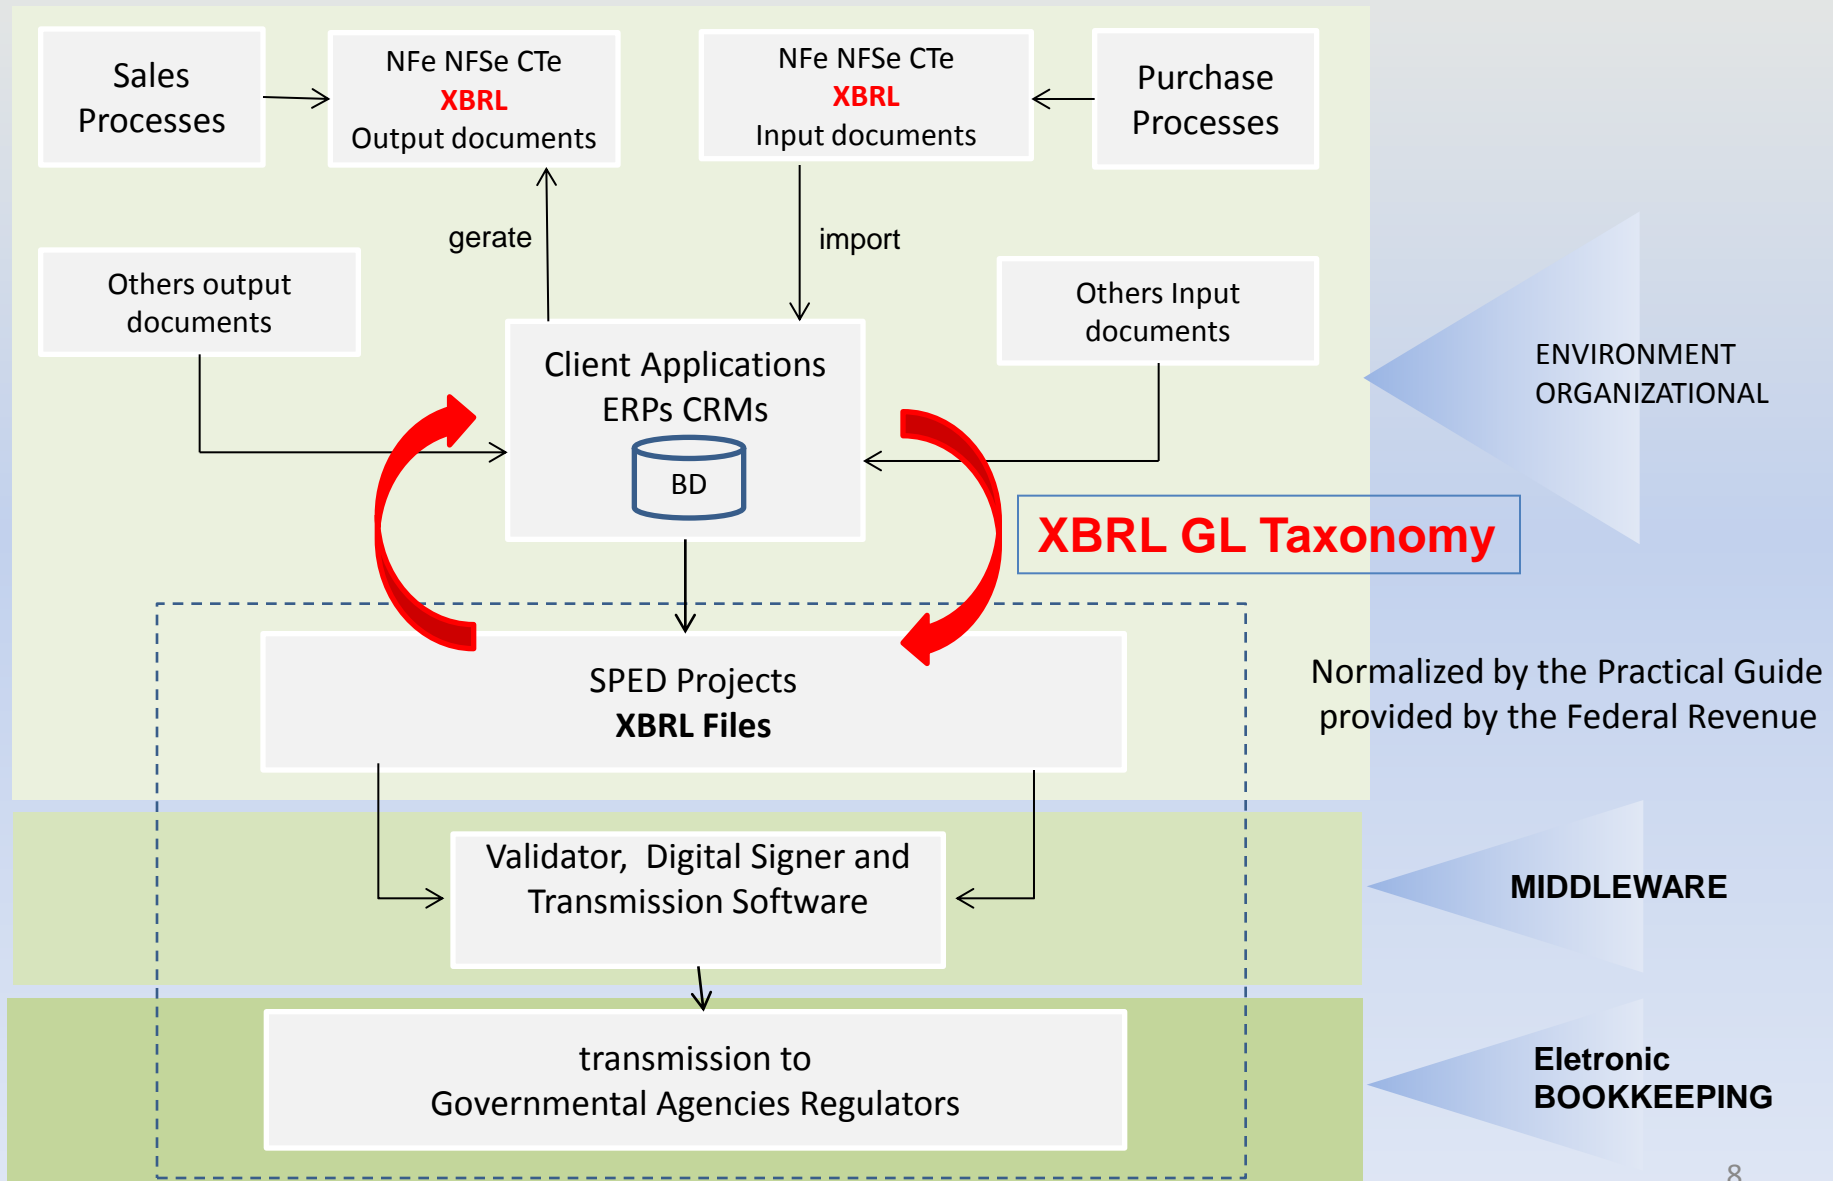 Sales
Processes
NFe NFSe CTe
XBRL
Output documents
NFe NFSe CTe
XBRL
Input documents
Purchase
Processes
gerate
import
Others output
documents
Others Input
documents
Client Applications
ERPs CRMs
BD
ENVIRONMENT
ORGANIZATIONAL
XBRL GL Taxonomy
SPED Projects
XBRL Files
Normalized by the Practical Guide
provided by the Federal Revenue
Validator, Digital Signer and
Transmission Software
MIDDLEWARE
transmission to
Governmental Agencies Regulators
Eletronic
BOOKKEEPING
8